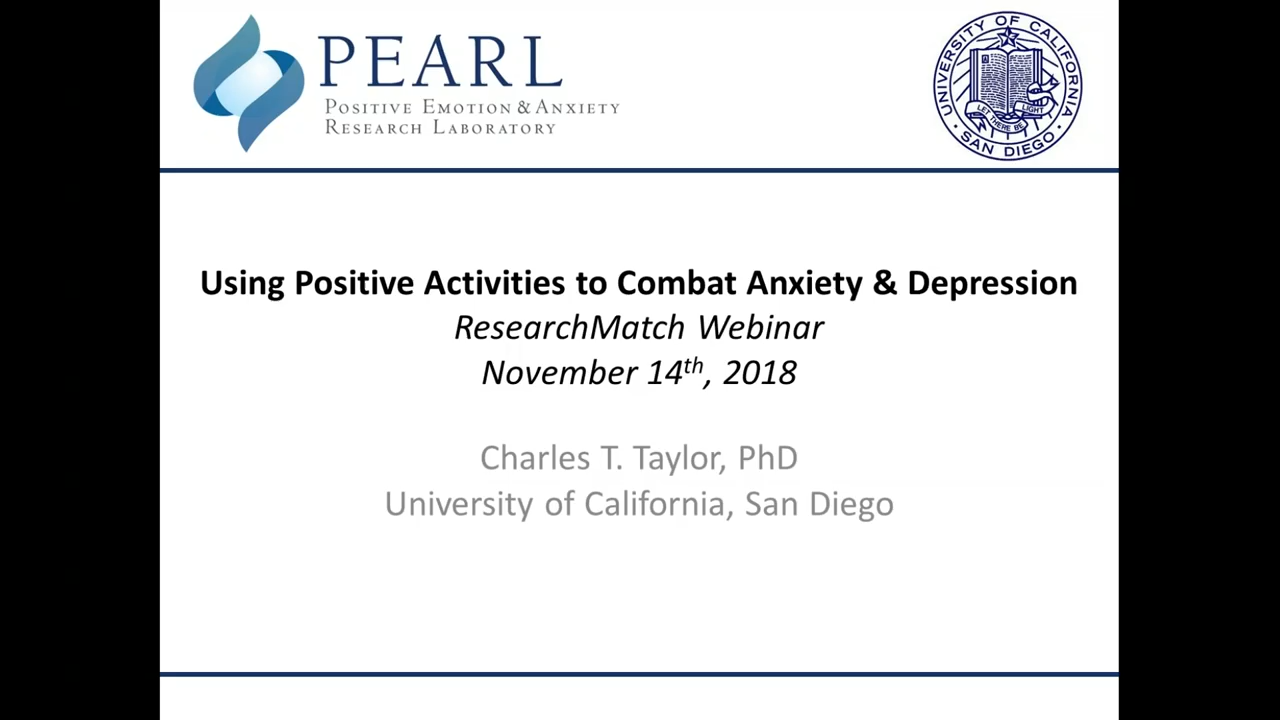 PEARL
POSITIVE EMOTION & ANXIETY
RESEARCH LABORATORY
UNIVERSITY OF CALIFORNIA
LET THERE BE LIGHT
· SAN DIEGO ·
Using Positive Activities to Combat Anxiety & Depression
ResearchMatch Webinar
November 14th, 2018
Charles T. Taylor, PhD
University of California, San Diego